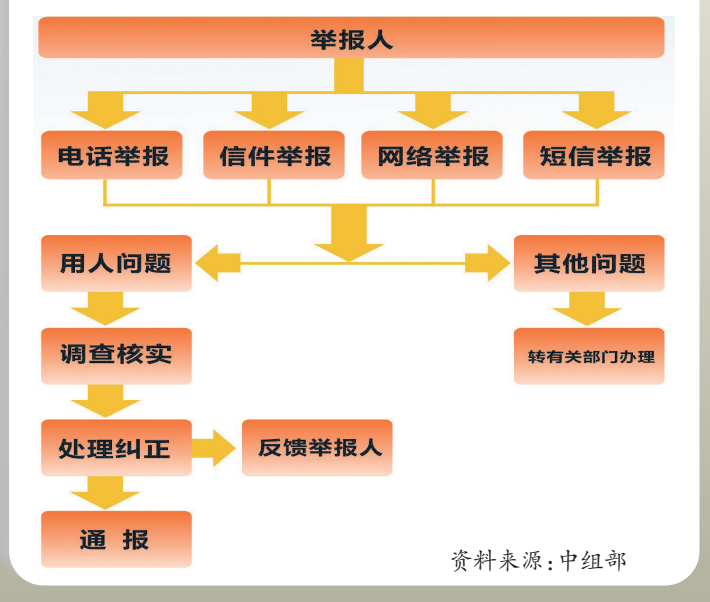 举报人
电话举报 信件举报 网络举报 短信举报
用人问题 其他问题
调查核实 转有关部门办理
处理纠正 反馈举报人
通 报
资料来源:中组部